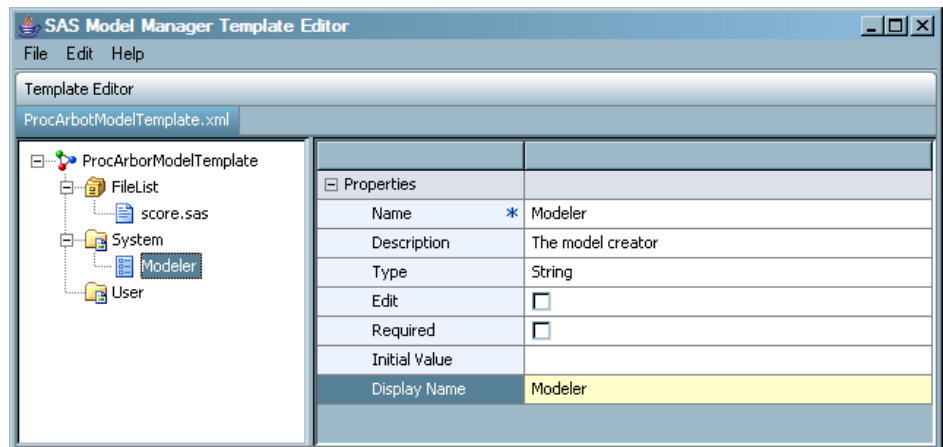 SAS Model Manager Template Editor
File Edit Help
Template Editor
ProcArbotModelTemplate.xml
ProcArborModelTemplate
FileList
score.sas
System
Modeler
User
Properties
Name * Modeler
Description The model creator
Type String
Edit
Required
Initial Value
Display Name Modeler